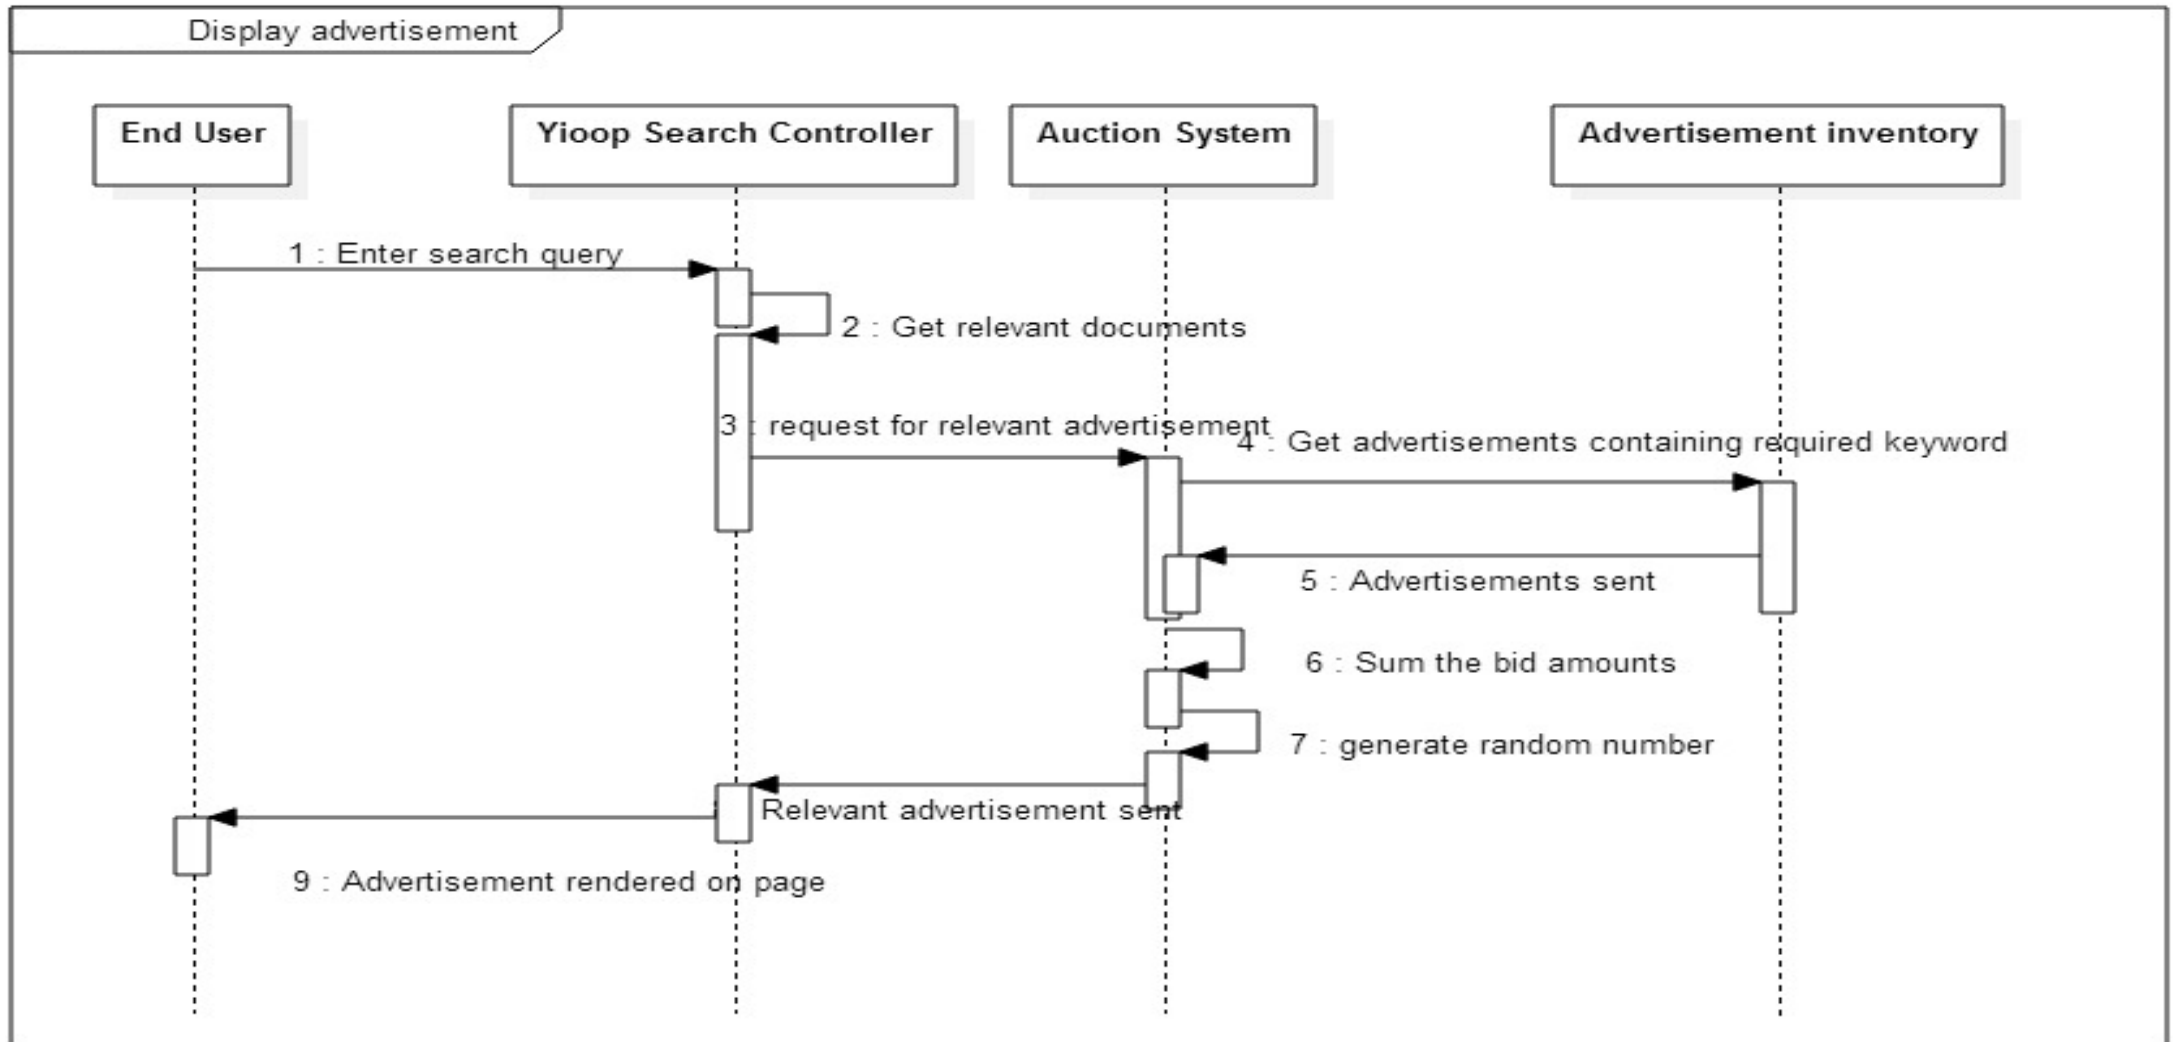 Display advertisement
End User
Yioop Search Controller
Auction System
Advertisement inventory
1 : Enter search query
2 : Get relevant documents
3 : request for relevant advertisement
4 : Get advertisements containing required keyword
5 : Advertisements sent
6 : Sum the bid amounts
7 : generate random number
Relevant advertisement sent
9 : Advertisement rendered on page